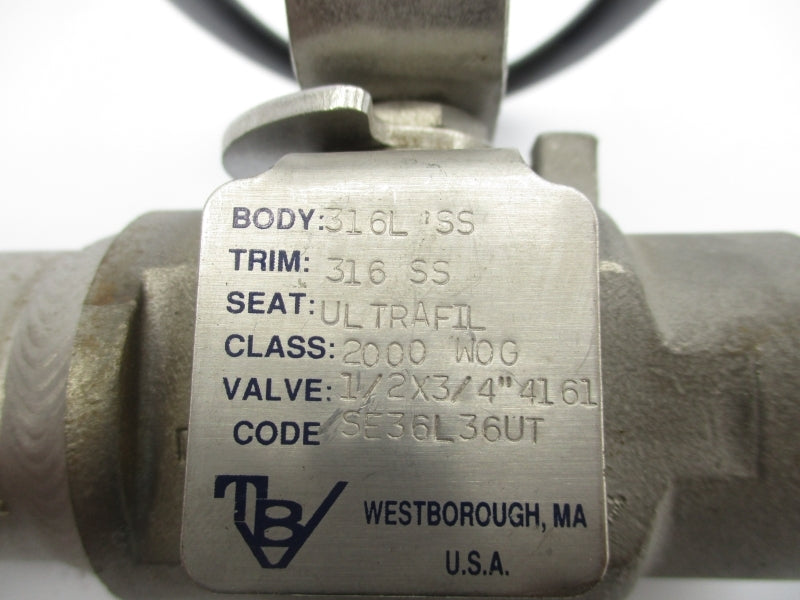 BODY: 316L SS
TRIM: 316 SS
SEAT: ULTRAFIL
CLASS: 2000 WOG
VALVE: 1/2X3/4"4161
CODE SE36L36UT
TBV WESTBOROUGH, MA
U.S.A.